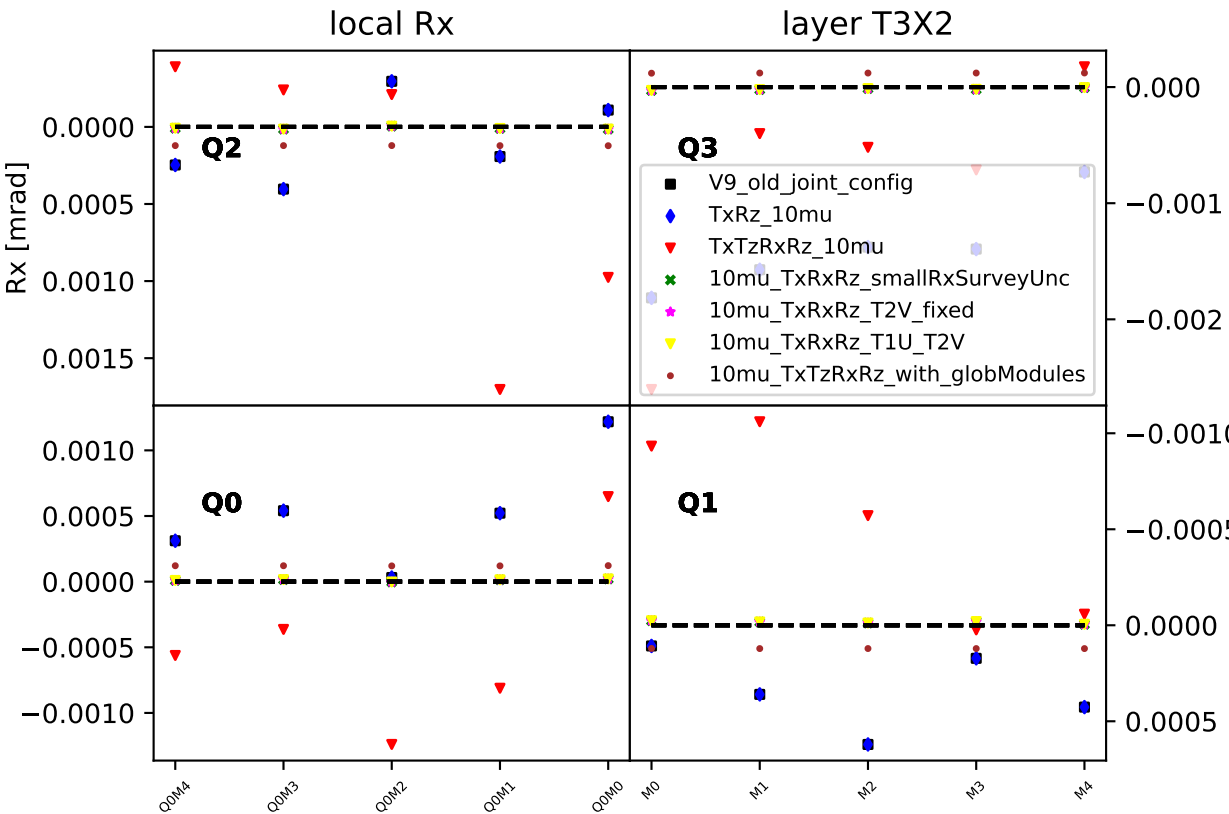 local Rx
layer T3X2
Rx [mrad]
0.0000
0.0005
0.0010
0.0015
Q2
Q3
0.000
−0.001
−0.002
V9_old_joint_config
TxRz_10mu
TxTzRxRz_10mu
10mu_TxRxRz_smallRxSurveyUnc
10mu_TxRxRz_T2V_fixed
10mu_TxRxRz_T1U_T2V
10mu_TxTzRxRz_with_globModules
0.0010
0.0005
0.0000
−0.0005
−0.0010
Q0
Q1
−0.0010
−0.0005
0.0000
0.0005
Q0M4
Q0M3
Q0M2
Q0M1
Q0M0
M0
M1
M2
M3
M4